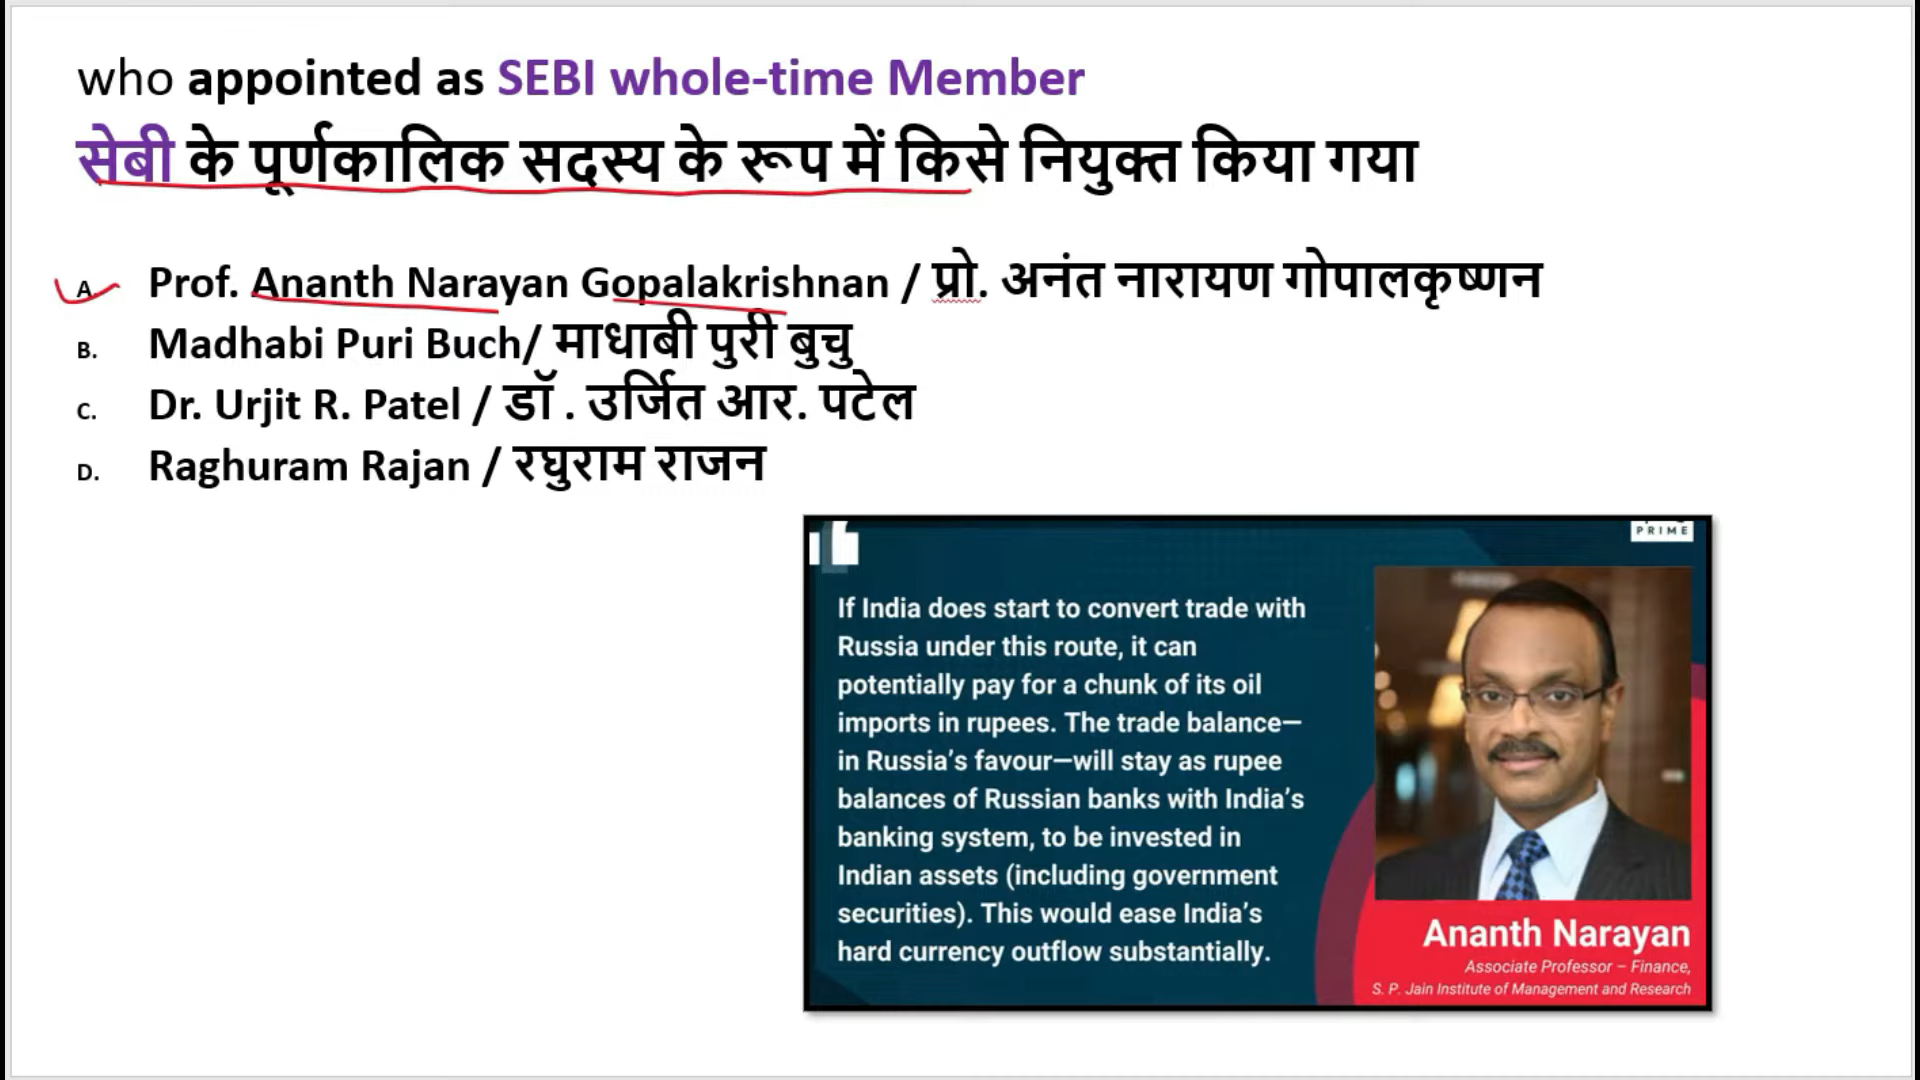 who appointed as SEBI whole-time Member
सेबी के पूर्णकालिक सदस्य के रूप में किसे नियुक्त किया गया
A. Prof. Ananth Narayan Gopalakrishnan / प्रो. अनंत नारायण गोपालकृष्णन
B. Madhabi Puri Buch/ माधाबी पुरी बुचु
C. Dr. Urjit R. Patel / डॉ . उर्जित आर. पटेल
D. Raghuram Rajan / रघुराम राजन
PRIME
If India does start to convert trade with
Russia under this route, it can
potentially pay for a chunk of its oil
imports in rupees. The trade balance—
in Russia’s favour—will stay as rupee
balances of Russian banks with India’s
banking system, to be invested in
Indian assets (including government
securities). This would ease India’s
hard currency outflow substantially.
Ananth Narayan
Associate Professor – Finance,
S. P. Jain Institute of Management and Research